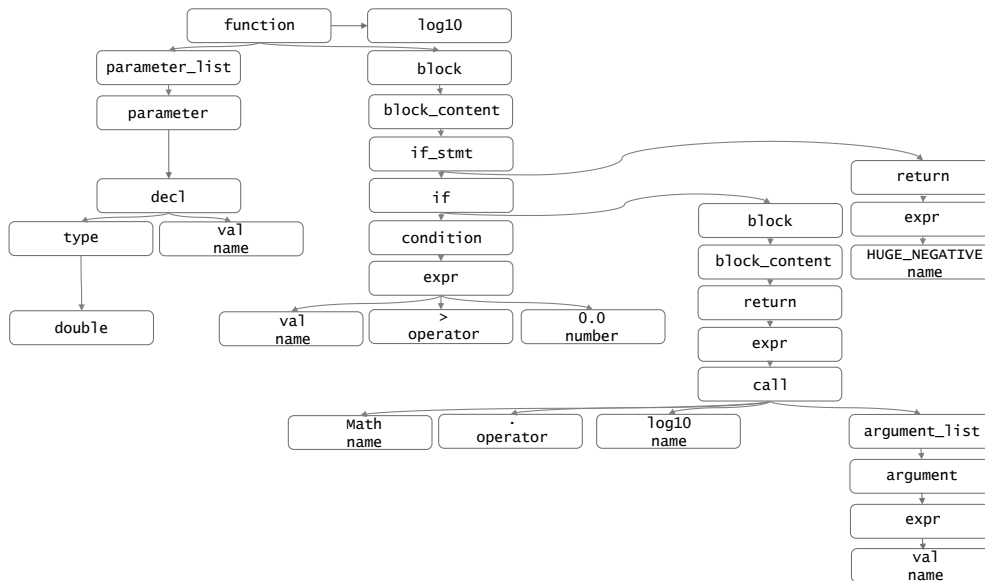 function
log10
parameter_list
block
parameter
block_content
if_stmt
return
decl
if
expr
block
type
val
name
condition
HUGE_NEGATIVE
name
block_content
expr
return
double
val
name
>
operator
0.0
number
expr
call
Math
name
.
operator
log10
name
argument_list
argument
expr
val
name